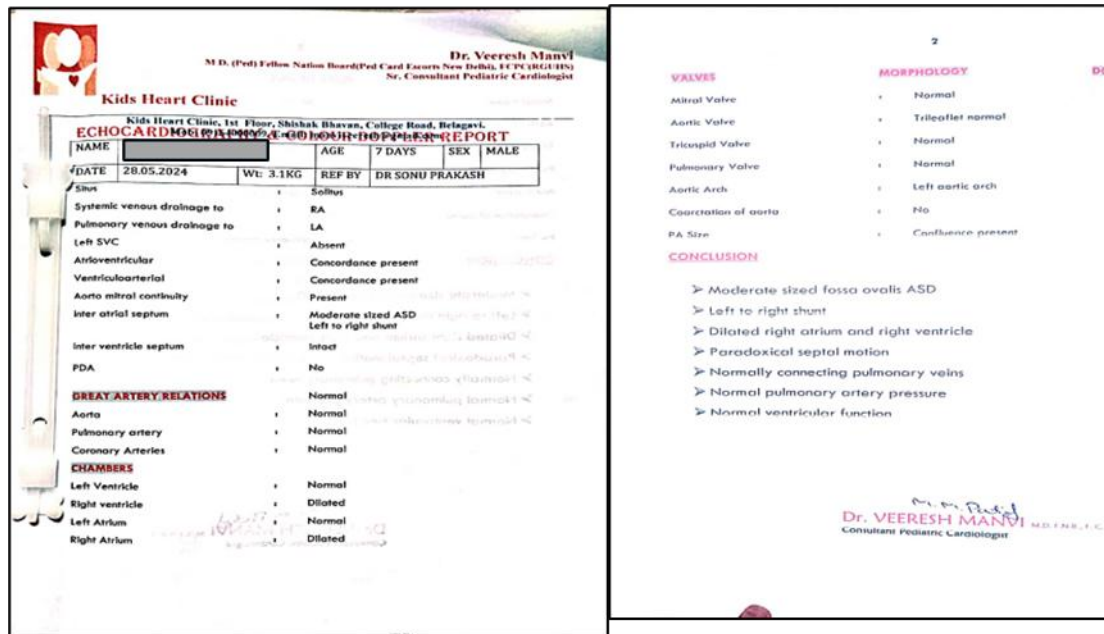 Dr. Veeresh Manvi
M D. (Ped) Fellow Nation Board(Ped Card Escorts New Delhi), FCPC(RGUHS)
Sr. Consultant Pediatric Cardiologist
Kids Heart Clinic
Kids Heart Clinic, 1st Floor, Shishak Bhavan, College Road, Belagavi.
ECHOCARDIOGRAPHY & COLOUR DOPPLER REPORT
NAME AGE 7 DAYS SEX MALE
DATE 28.05.2024 Wt: 3.1KG REF BY DR SONU PRAKASH
Situs : Solitus
Systemic venous drainage to : RA
Pulmonary venous drainage to : LA
Left SVC : Absent
Atrioventricular : Concordance present
Ventriculoarterial : Concordance present
Aorto mitral continuity : Present
Inter atrial septum : Moderate sized ASD
Left to right shunt
Inter ventricle septum : Intact
PDA : No
GREAT ARTERY RELATIONS Normal
Aorta : Normal
Pulmonary artery : Normal
Coronary Arteries : Normal
CHAMBERS
Left Ventricle : Normal
Right ventricle : Dilated
Left Atrium : Normal
Right Atrium : Dilated
2
VALVES MORPHOLOGY
Mitral Valve : Normal
Aortic Valve : Trileaflet normal
Tricuspid Valve : Normal
Pulmonary Valve : Normal
Aortic Arch : Left aortic arch
Coarctation of aorta : No
PA Size : Confluence present
CONCLUSION
➢ Moderate sized fossa ovalis ASD
➢ Left to right shunt
➢ Dilated right atrium and right ventricle
➢ Paradoxical septal motion
➢ Normally connecting pulmonary veins
➢ Normal pulmonary artery pressure
➢ Normal ventricular function
Dr. VEERESH MANVI
Consultant Pediatric Cardiologist